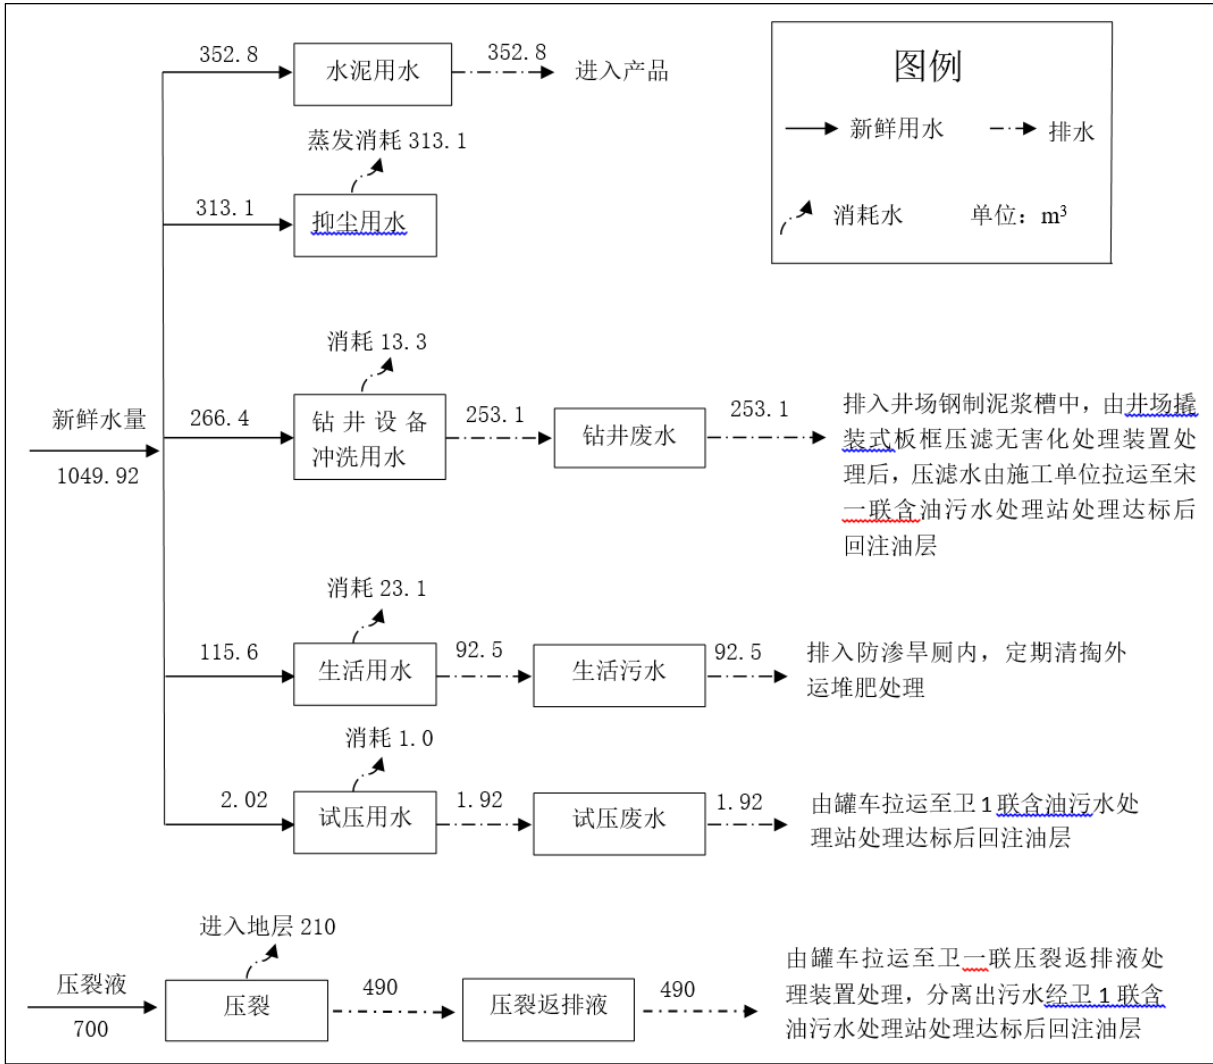 352.8
水泥用水
352.8
进入产品
图例
新鲜用水
排水
消耗水
单位：m³
蒸发消耗 313.1
313.1
抑尘用水
新鲜水量
1049.92
消耗 13.3
266.4
钻井设备
冲洗用水
253.1
钻井废水
253.1
排入井场钢制泥浆槽中，由井场撬
装式板框压滤无害化处理装置处
理后，压滤水由施工单位拉运至宋
一联含油污水处理站处理达标后
回注油层
消耗 23.1
115.6
生活用水
92.5
生活污水
92.5
排入防渗旱厕内，定期清掏外
运堆肥处理
消耗 1.0
2.02
试压用水
1.92
试压废水
1.92
由罐车拉运至卫 1 联含油污水处
理站处理达标后回注油层
进入地层 210
压裂液
700
压裂
490
压裂返排液
490
由罐车拉运至卫一联压裂返排液处
理装置处理，分离出污水经卫 1 联含
油污水处理站处理达标后回注油层